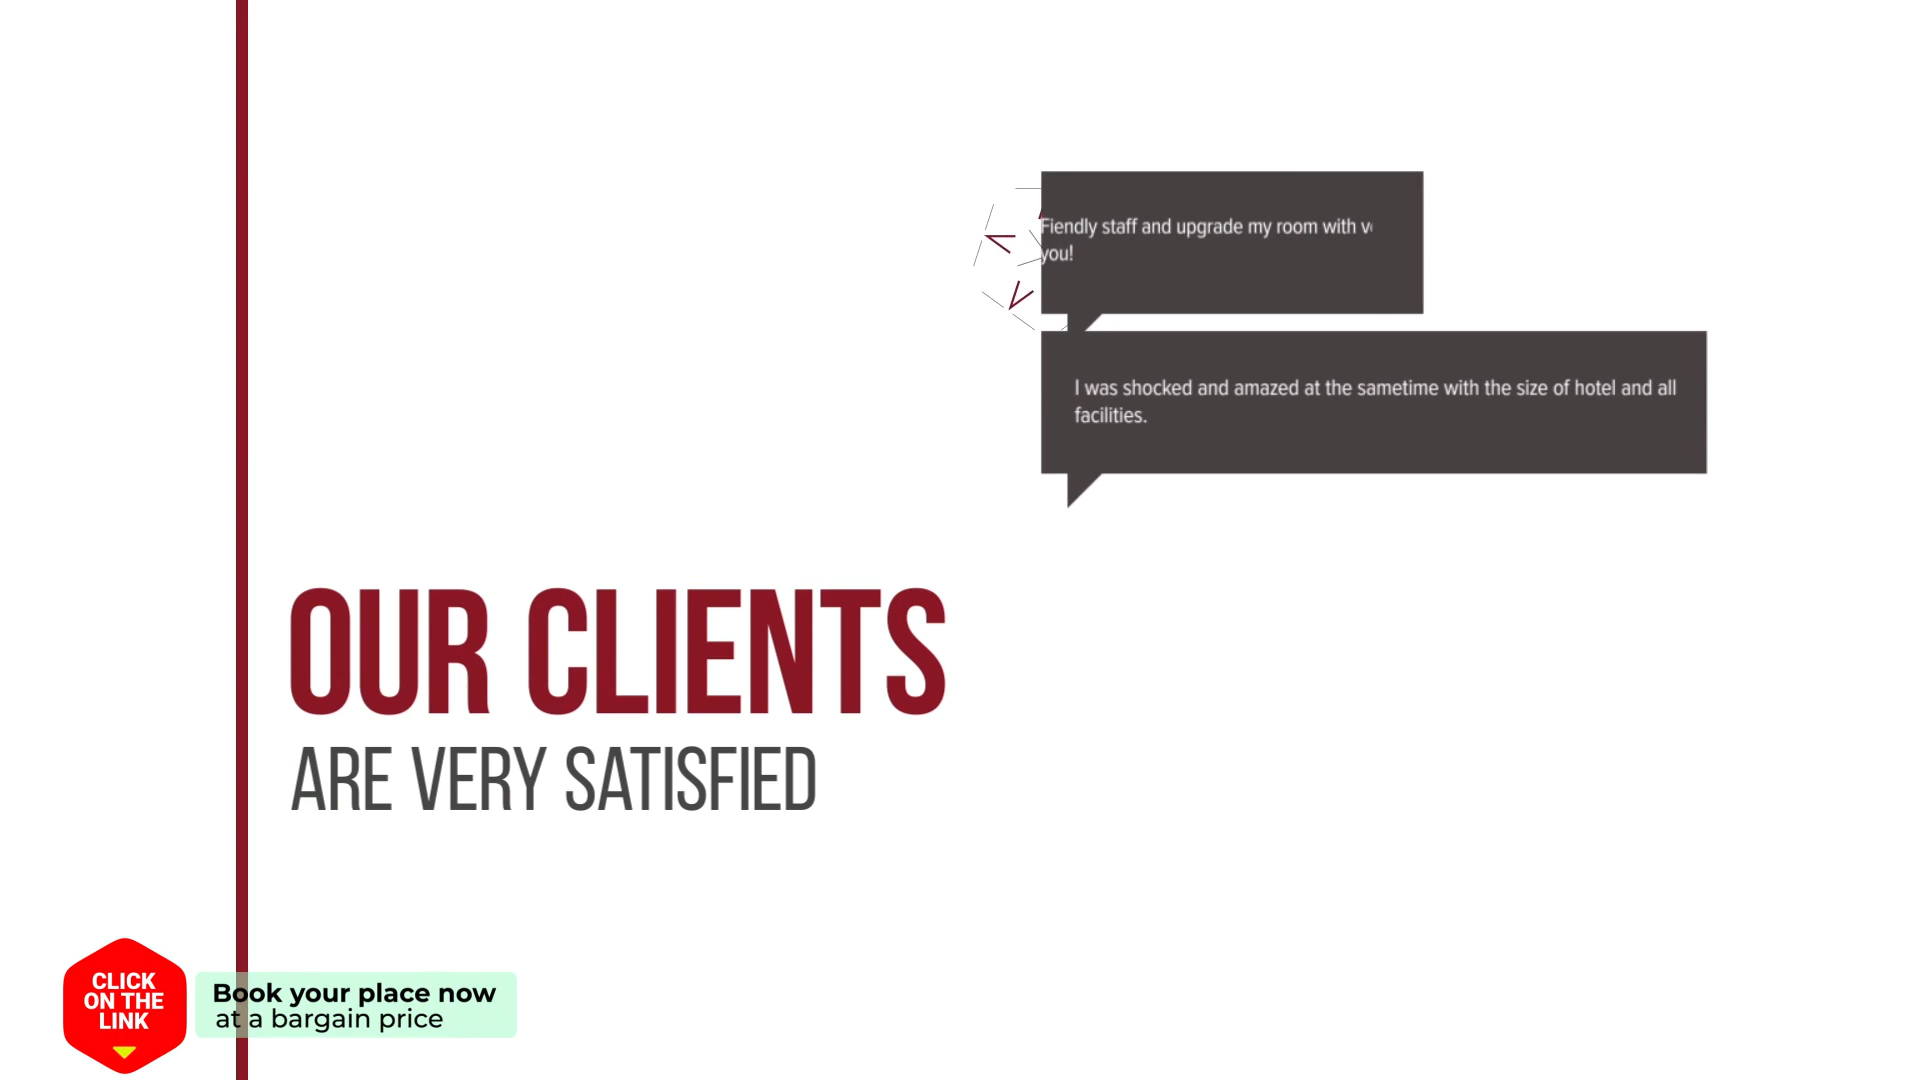 Fiendly staff and upgrade my room with
you!
I was shocked and amazed at the sametime with the size of hotel and all
facilities.
OUR CLIENTS
ARE VERY SATISFIED
CLICK
ON THE
LINK
Book your place now
at a bargain price